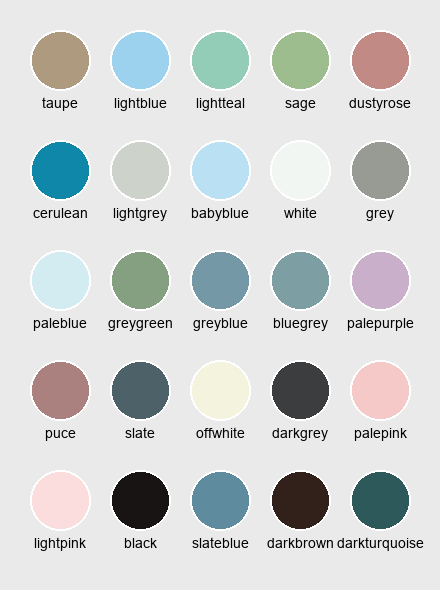 taupe lightblue lightteal sage dustyrose
cerulean lightgrey babyblue white grey
paleblue greygreen greyblue bluegrey palepurple
puce slate offwhite darkgrey palepink
lightpink black slateblue darkbrown darkturquoise